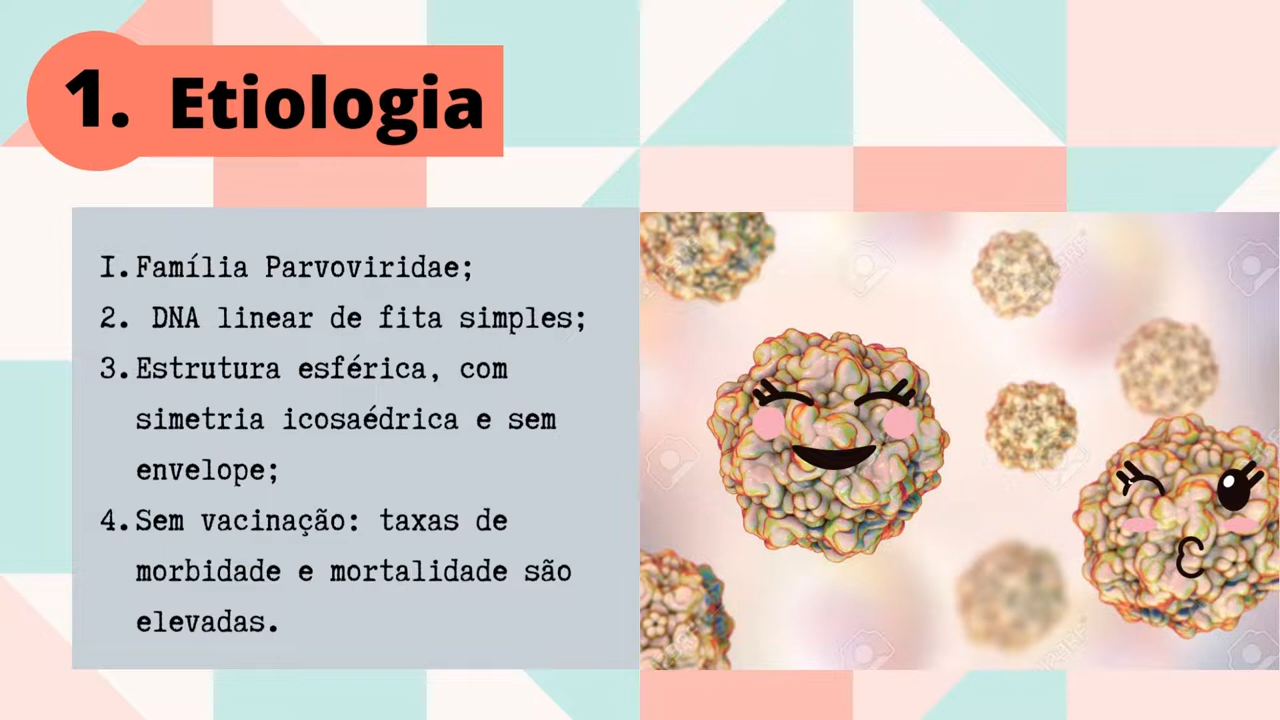 1. Etiologia
1. Família Parvoviridae;
2. DNA linear de fita simples;
3. Estrutura esférica, com
simetria icosaédrica e sem
envelope;
4. Sem vacinação: taxas de
morbidade e mortalidade são
elevadas.